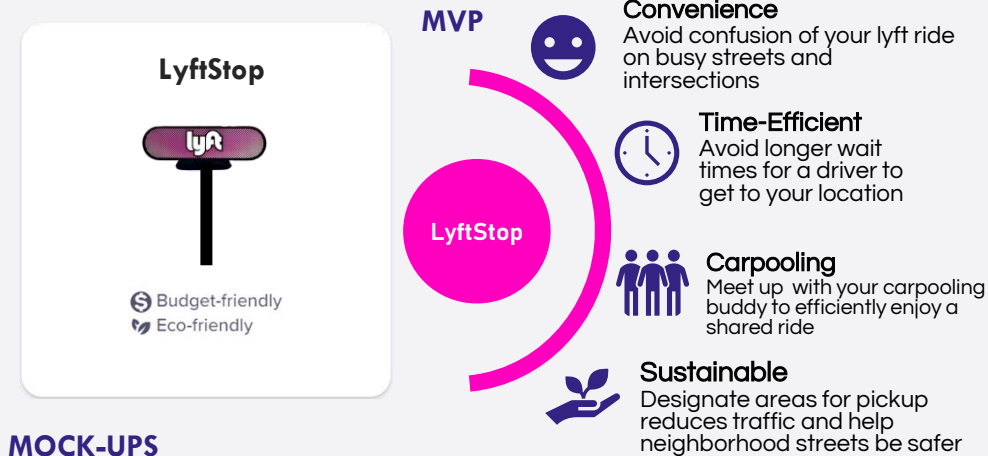 MVP
LyftStop
lyft
Budget-friendly
Eco-friendly
LyftStop
Convenience
Avoid confusion of your lyft ride
on busy streets and
intersections
Time-Efficient
Avoid longer wait
times for a driver to
get to your location
Carpooling
Meet up with your carpooling
buddy to efficiently enjoy a
shared ride
Sustainable
Designate areas for pickup
reduces traffic and help
neighborhood streets be safer
MOCK-UPS